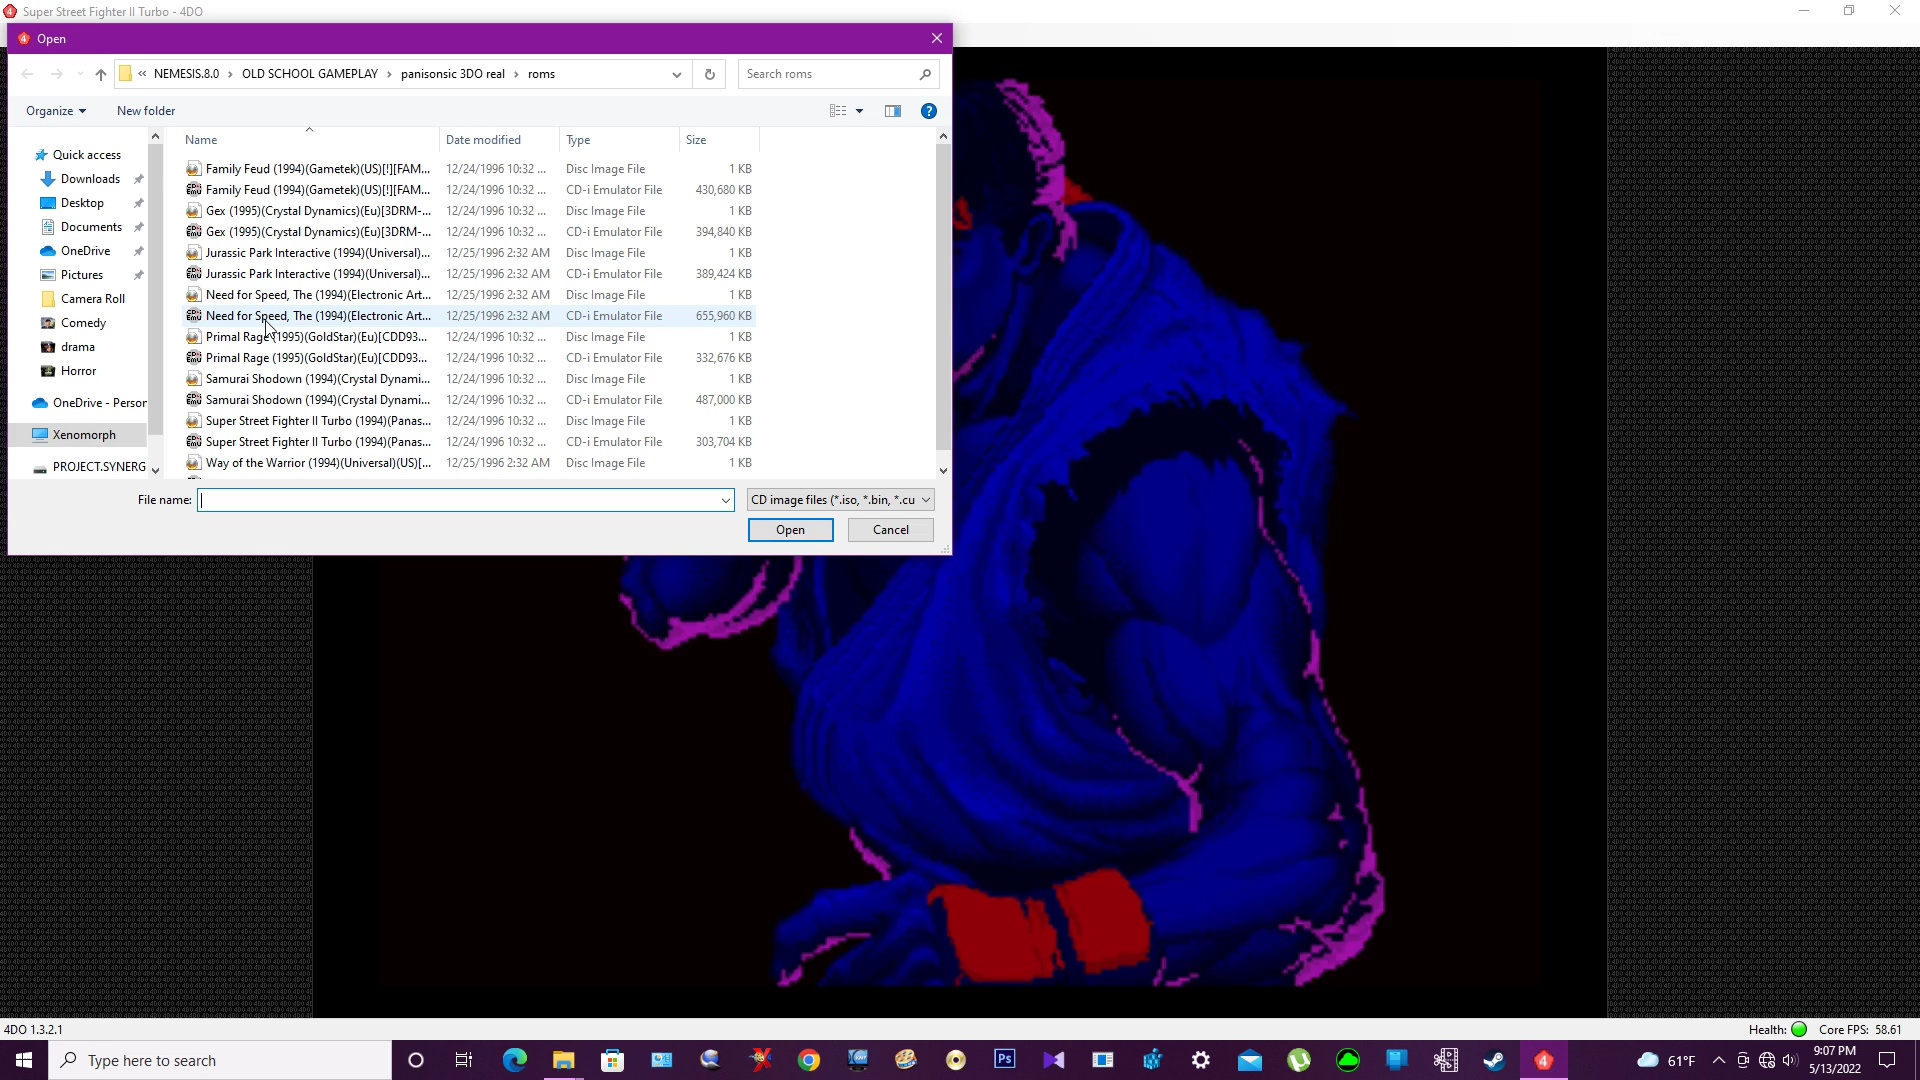 Super Street Fighter II Turbo - 4DO
Open
« NEMESIS.8.0 › OLD SCHOOL GAMEPLAY › panisonsic 3DO real › roms
Search roms
Organize
New folder
Name
Date modified
Type
Size
Quick access
Downloads
Desktop
Documents
OneDrive
Pictures
Camera Roll
Comedy
drama
Horror
OneDrive - Person
Xenomorph
PROJECT.SYNERG
Family Feud (1994)(Gametek)(US)[!][FAM... 12/24/1996 10:32 ... Disc Image File 1 KB
Family Feud (1994)(Gametek)(US)[!][FAM... 12/24/1996 10:32 ... CD-i Emulator File 430,680 KB
Gex (1995)(Crystal Dynamics)(Eu)[3DRM-... 12/24/1996 10:32 ... Disc Image File 1 KB
Gex (1995)(Crystal Dynamics)(Eu)[3DRM-... 12/24/1996 10:32 ... CD-i Emulator File 394,840 KB
Jurassic Park Interactive (1994)(Universal)... 12/25/1996 2:32 AM Disc Image File 1 KB
Jurassic Park Interactive (1994)(Universal)... 12/25/1996 2:32 AM CD-i Emulator File 389,424 KB
Need for Speed, The (1994)(Electronic Art... 12/25/1996 2:32 AM Disc Image File 1 KB
Need for Speed, The (1994)(Electronic Art... 12/25/1996 2:32 AM CD-i Emulator File 655,960 KB
Primal Rage (1995)(GoldStar)(Eu)[CDD93... 12/24/1996 10:32 ... Disc Image File 1 KB
Primal Rage (1995)(GoldStar)(Eu)[CDD93... 12/24/1996 10:32 ... CD-i Emulator File 332,676 KB
Samurai Shodown (1994)(Crystal Dynami... 12/24/1996 10:32 ... Disc Image File 1 KB
Samurai Shodown (1994)(Crystal Dynami... 12/24/1996 10:32 ... CD-i Emulator File 487,000 KB
Super Street Fighter II Turbo (1994)(Panas... 12/24/1996 10:32 ... Disc Image File 1 KB
Super Street Fighter II Turbo (1994)(Panas... 12/24/1996 10:32 ... CD-i Emulator File 303,704 KB
Way of the Warrior (1994)(Universal)(US)[... 12/25/1996 2:32 AM Disc Image File 1 KB
File name:
CD image files (*.iso, *.bin, *.cu
Open
Cancel
4DO 1.3.2.1
Health:
Core FPS: 58.61
Type here to search
Ps
61°F
9:07 PM
5/13/2022